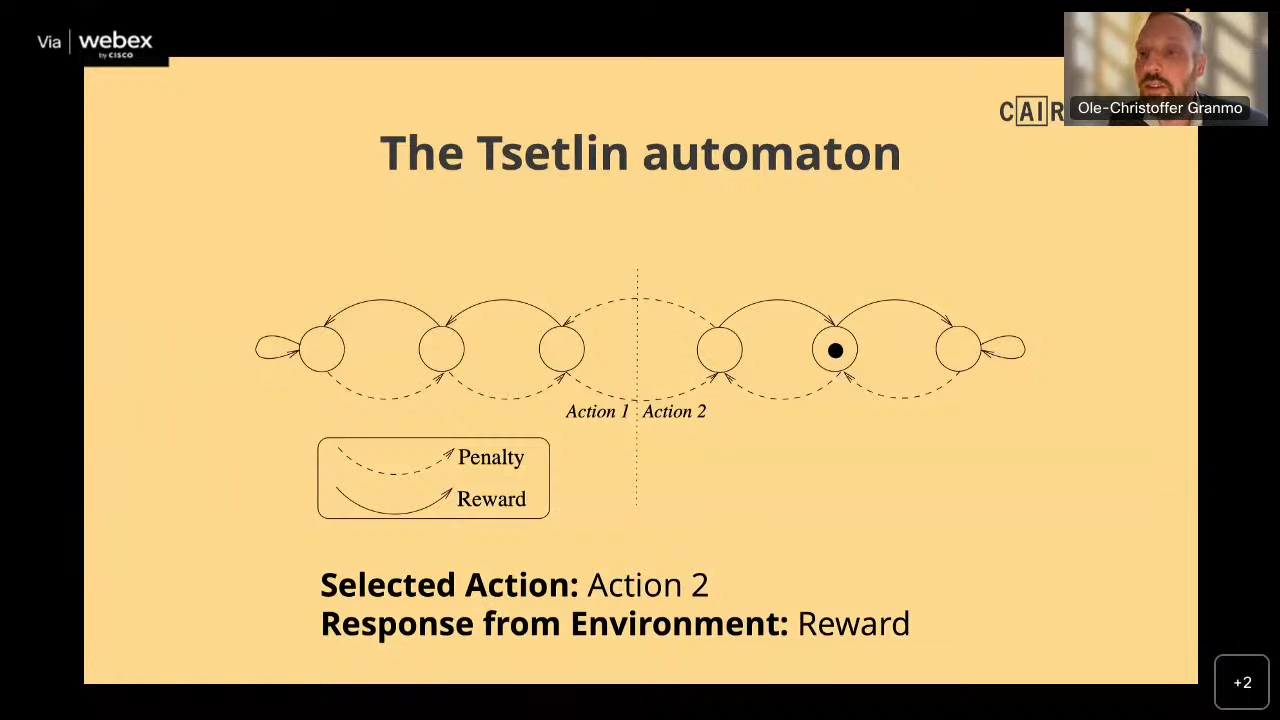 Via webex
by CISCO
CAIR
Ole-Christoffer Granmo
The Tsetlin automaton
Action 1 Action 2
Penalty
Reward
Selected Action: Action 2
Response from Environment: Reward
+2